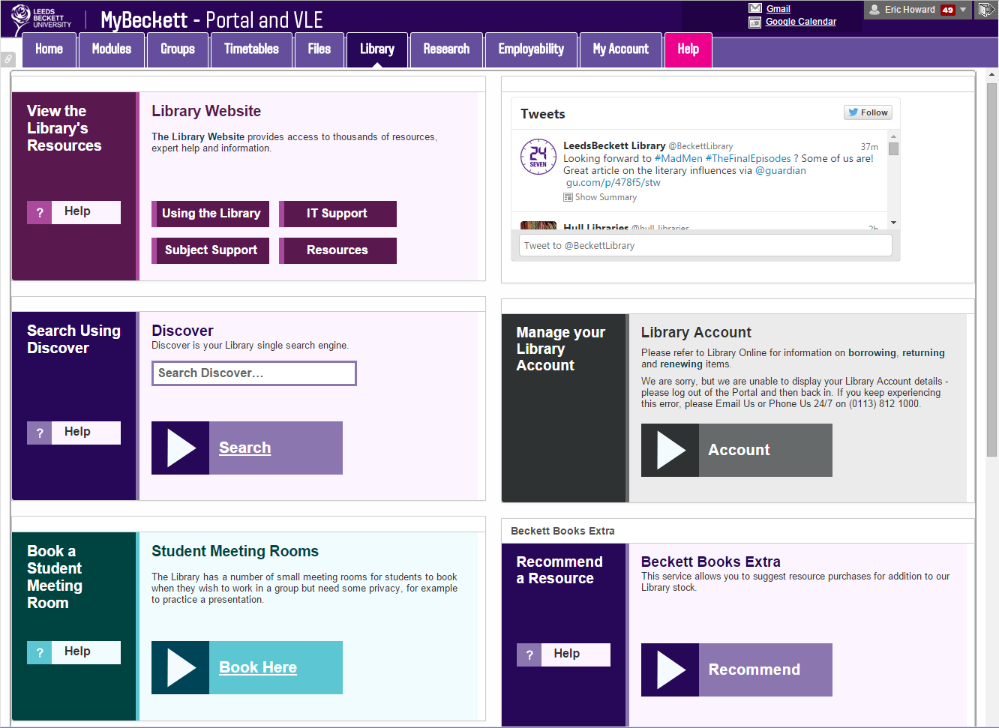 LEEDS
BECKETT
UNIVERSITY
MyBeckett - Portal and VLE
Gmail
Google Calendar
Eric Howard 49
Home
Modules
Groups
Timetables
Files
Library
Research
Employability
My Account
Help
View the
Library's
Resources
? Help
Library Website
The Library Website provides access to thousands of resources,
expert help and information.
Using the Library
IT Support
Subject Support
Resources
Tweets
Follow
24
SEVEN
LeedsBeckett Library @BeckettLibrary 37m
Looking forward to #MadMen #TheFinalEpisodes ? Some of us are!
Great article on the literary influences via @guardian
gu.com/p/478f5/stw
Show Summary
Hull Libraries @hull_libraries 2h
Tweet to @BeckettLibrary
Search Using
Discover
? Help
Discover
Discover is your Library single search engine.
Search Discover...
Search
Manage your
Library
Account
Library Account
Please refer to Library Online for information on borrowing, returning
and renewing items.
We are sorry, but we are unable to display your Library Account details -
please log out of the Portal and then back in. If you keep experiencing
this error, please Email Us or Phone Us 24/7 on (0113) 812 1000.
Account
Book a
Student
Meeting
Room
? Help
Student Meeting Rooms
The Library has a number of small meeting rooms for students to book
when they wish to work in a group but need some privacy, for example
to practice a presentation.
Book Here
Beckett Books Extra
Recommend
a Resource
? Help
Beckett Books Extra
This service allows you to suggest resource purchases for addition to our
Library stock.
Recommend